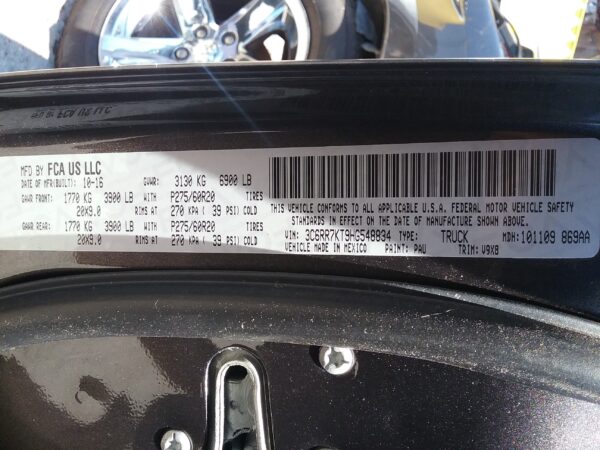 MFD BY FCA US LLC
DATE OF MFR(BUILT): 10-16 GVWR: 3130 KG 6900 LB
GAWR FRONT: 1770 KG 3900 LB P275/60R20 TIRES
20X9.0 RIMS AT 270 KPA( 39 PSI) COLD
GAWR REAR: 1770 KG 3900 LB P275/60R20 TIRES
20X9.0 RIMS AT 270 KPA( 39 PSI) COLD
THIS VEHICLE CONFORMS TO ALL APPLICABLE U.S.A. FEDERAL MOTOR VEHICLE SAFETY
STANDARDS IN EFFECT ON THE DATE OF MANUFACTURE SHOWN ABOVE.
VIN: 3C6RR7KT9HG548834 TYPE: TRUCK MDH: 101109 869AA
VEHICLE MADE IN MEXICO PAINT: PAU TRIM: V9X8